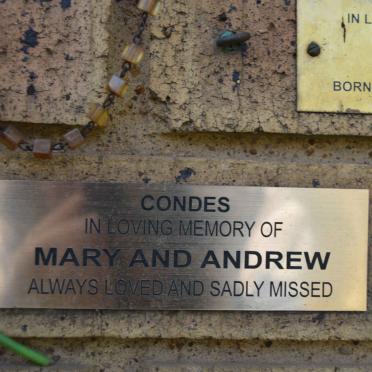 CONDES
IN LOVING MEMORY OF
MARY AND ANDREW
ALWAYS LOVED AND SADLY MISSED
IN L
BORN